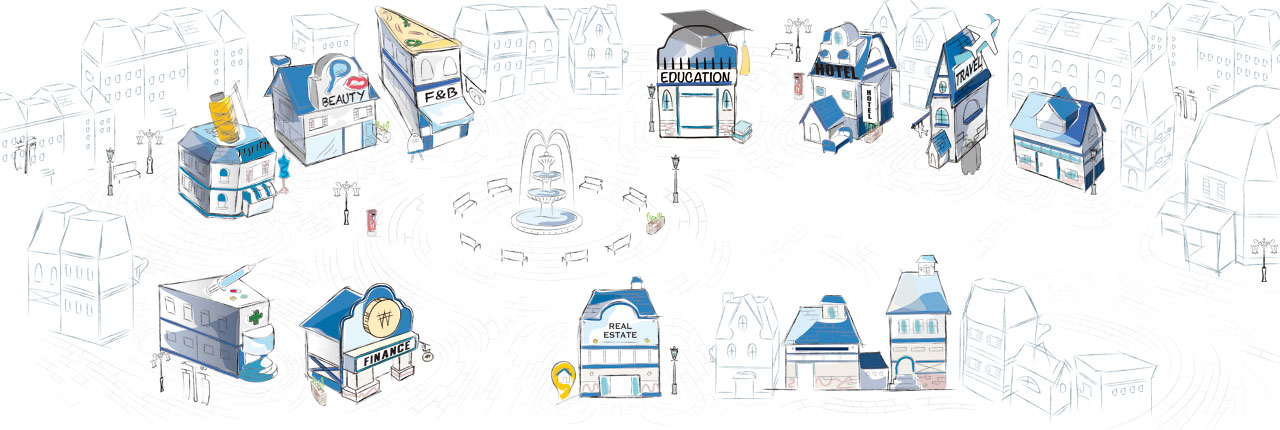 BEAUTY
F&B
EDUCATION
HOTEL
HOTEL
TRAVEL
₩
FINANCE
REAL
ESTATE